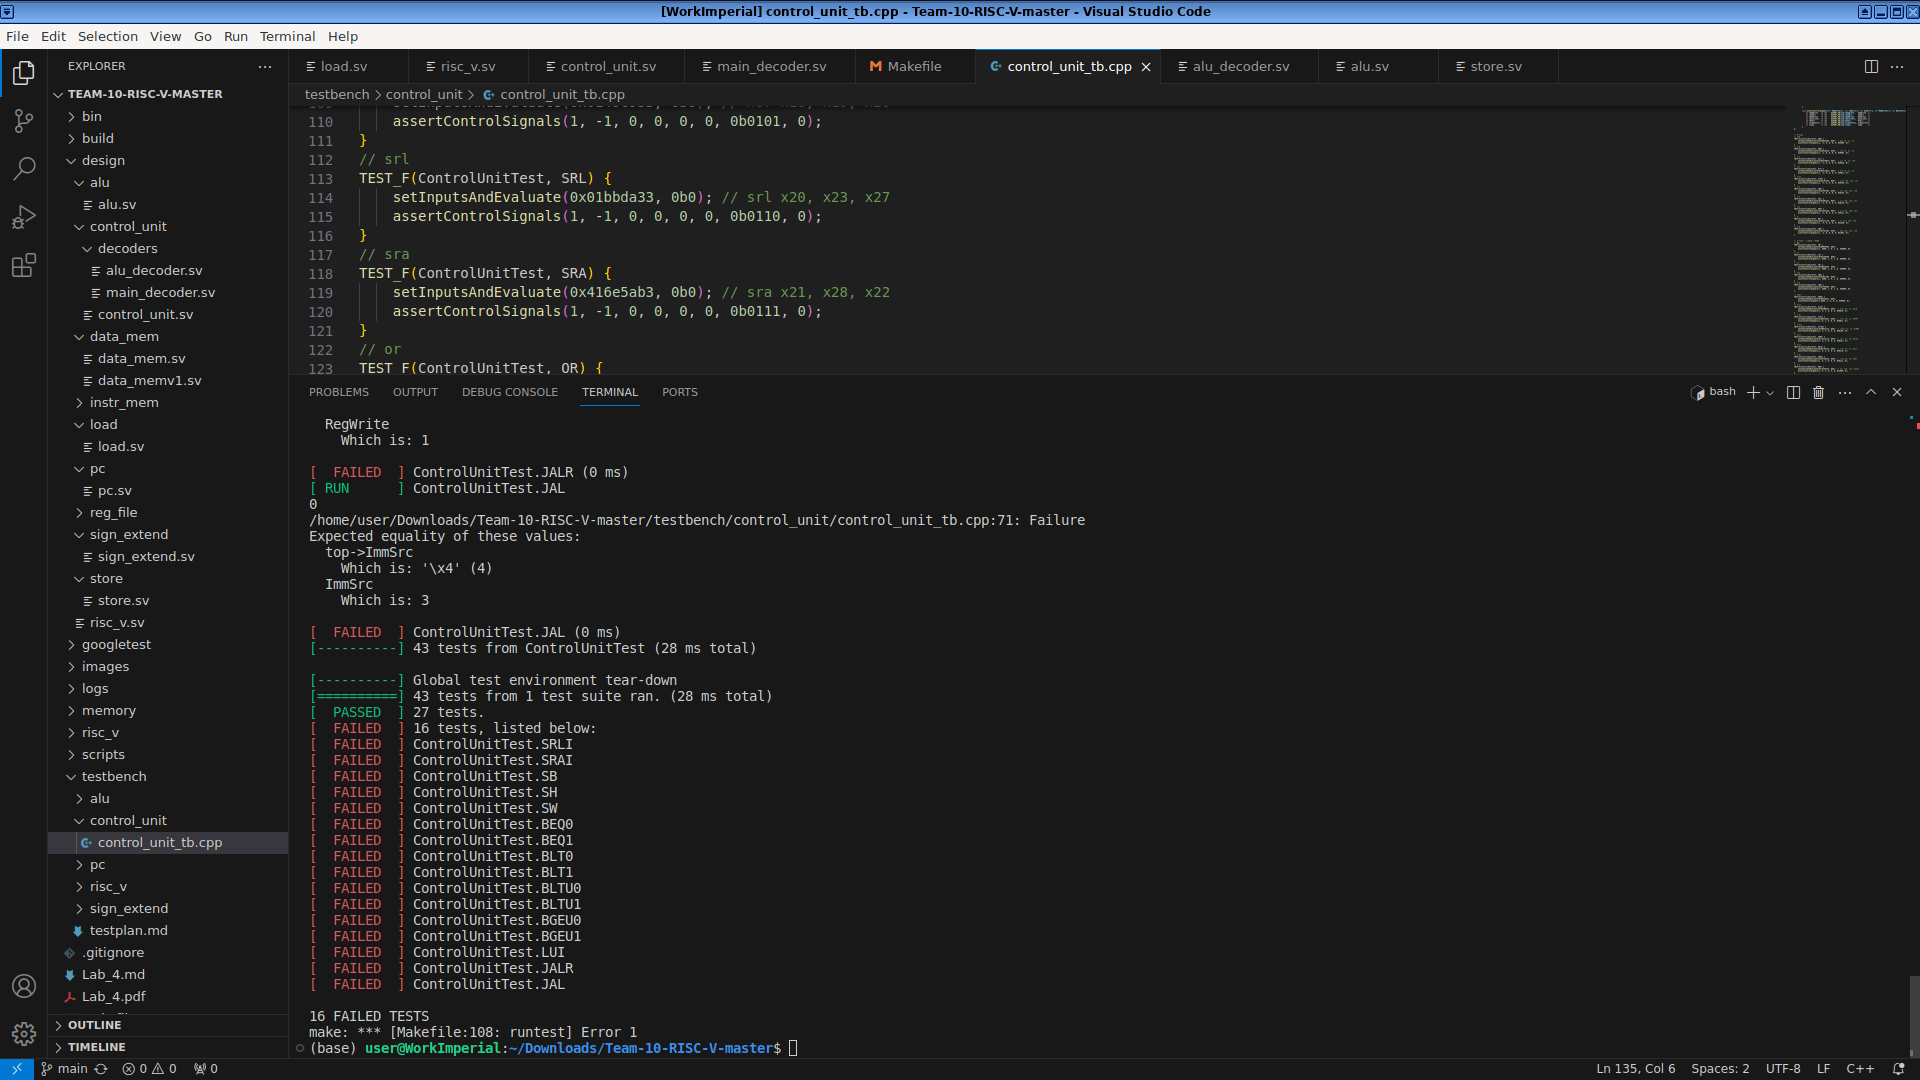 [WorkImperial] control_unit_tb.cpp - Team-10-RISC-V-master - Visual Studio Code
File Edit Selection View Go Run Terminal Help
EXPLORER
TEAM-10-RISC-V-MASTER
bin
build
design
alu
alu.sv
control_unit
decoders
alu_decoder.sv
main_decoder.sv
control_unit.sv
data_mem
data_mem.sv
data_memv1.sv
instr_mem
load
load.sv
pc
pc.sv
reg_file
sign_extend
sign_extend.sv
store
store.sv
risc_v.sv
googletest
images
logs
memory
risc_v
scripts
testbench
alu
control_unit
control_unit_tb.cpp
pc
risc_v
sign_extend
testplan.md
.gitignore
Lab_4.md
Lab_4.pdf
OUTLINE
TIMELINE
load.sv risc_v.sv control_unit.sv main_decoder.sv Makefile control_unit_tb.cpp alu_decoder.sv alu.sv store.sv
testbench > control_unit > control_unit_tb.cpp
110 assertControlSignals(1, -1, 0, 0, 0, 0, 0b0101, 0);
111 }
112 // srl
113 TEST_F(ControlUnitTest, SRL) {
114 setInputsAndEvaluate(0x01bbda33, 0b0); // srl x20, x23, x27
115 assertControlSignals(1, -1, 0, 0, 0, 0, 0b0110, 0);
116 }
117 // sra
118 TEST_F(ControlUnitTest, SRA) {
119 setInputsAndEvaluate(0x416e5ab3, 0b0); // sra x21, x28, x22
120 assertControlSignals(1, -1, 0, 0, 0, 0, 0b0111, 0);
121 }
122 // or
123 TEST_F(ControlUnitTest, OR) {
PROBLEMS OUTPUT DEBUG CONSOLE TERMINAL PORTS
bash
RegWrite
Which is: 1
[ FAILED ] ControlUnitTest.JALR (0 ms)
[ RUN ] ControlUnitTest.JAL
0
/home/user/Downloads/Team-10-RISC-V-master/testbench/control_unit/control_unit_tb.cpp:71: Failure
Expected equality of these values:
top->ImmSrc
Which is: '\x4' (4)
ImmSrc
Which is: 3
[ FAILED ] ControlUnitTest.JAL (0 ms)
[----------] 43 tests from ControlUnitTest (28 ms total)
[----------] Global test environment tear-down
[==========] 43 tests from 1 test suite ran. (28 ms total)
[ PASSED ] 27 tests.
[ FAILED ] 16 tests, listed below:
[ FAILED ] ControlUnitTest.SRLI
[ FAILED ] ControlUnitTest.SRAI
[ FAILED ] ControlUnitTest.SB
[ FAILED ] ControlUnitTest.SH
[ FAILED ] ControlUnitTest.SW
[ FAILED ] ControlUnitTest.BEQ0
[ FAILED ] ControlUnitTest.BEQ1
[ FAILED ] ControlUnitTest.BLT0
[ FAILED ] ControlUnitTest.BLT1
[ FAILED ] ControlUnitTest.BLTU0
[ FAILED ] ControlUnitTest.BLTU1
[ FAILED ] ControlUnitTest.BGEU0
[ FAILED ] ControlUnitTest.BGEU1
[ FAILED ] ControlUnitTest.LUI
[ FAILED ] ControlUnitTest.JALR
[ FAILED ] ControlUnitTest.JAL
16 FAILED TESTS
make: *** [Makefile:108: runtest] Error 1
(base) user@WorkImperial:~/Downloads/Team-10-RISC-V-master$
main 0 0 0 Ln 135, Col 6 Spaces: 2 UTF-8 LF C++